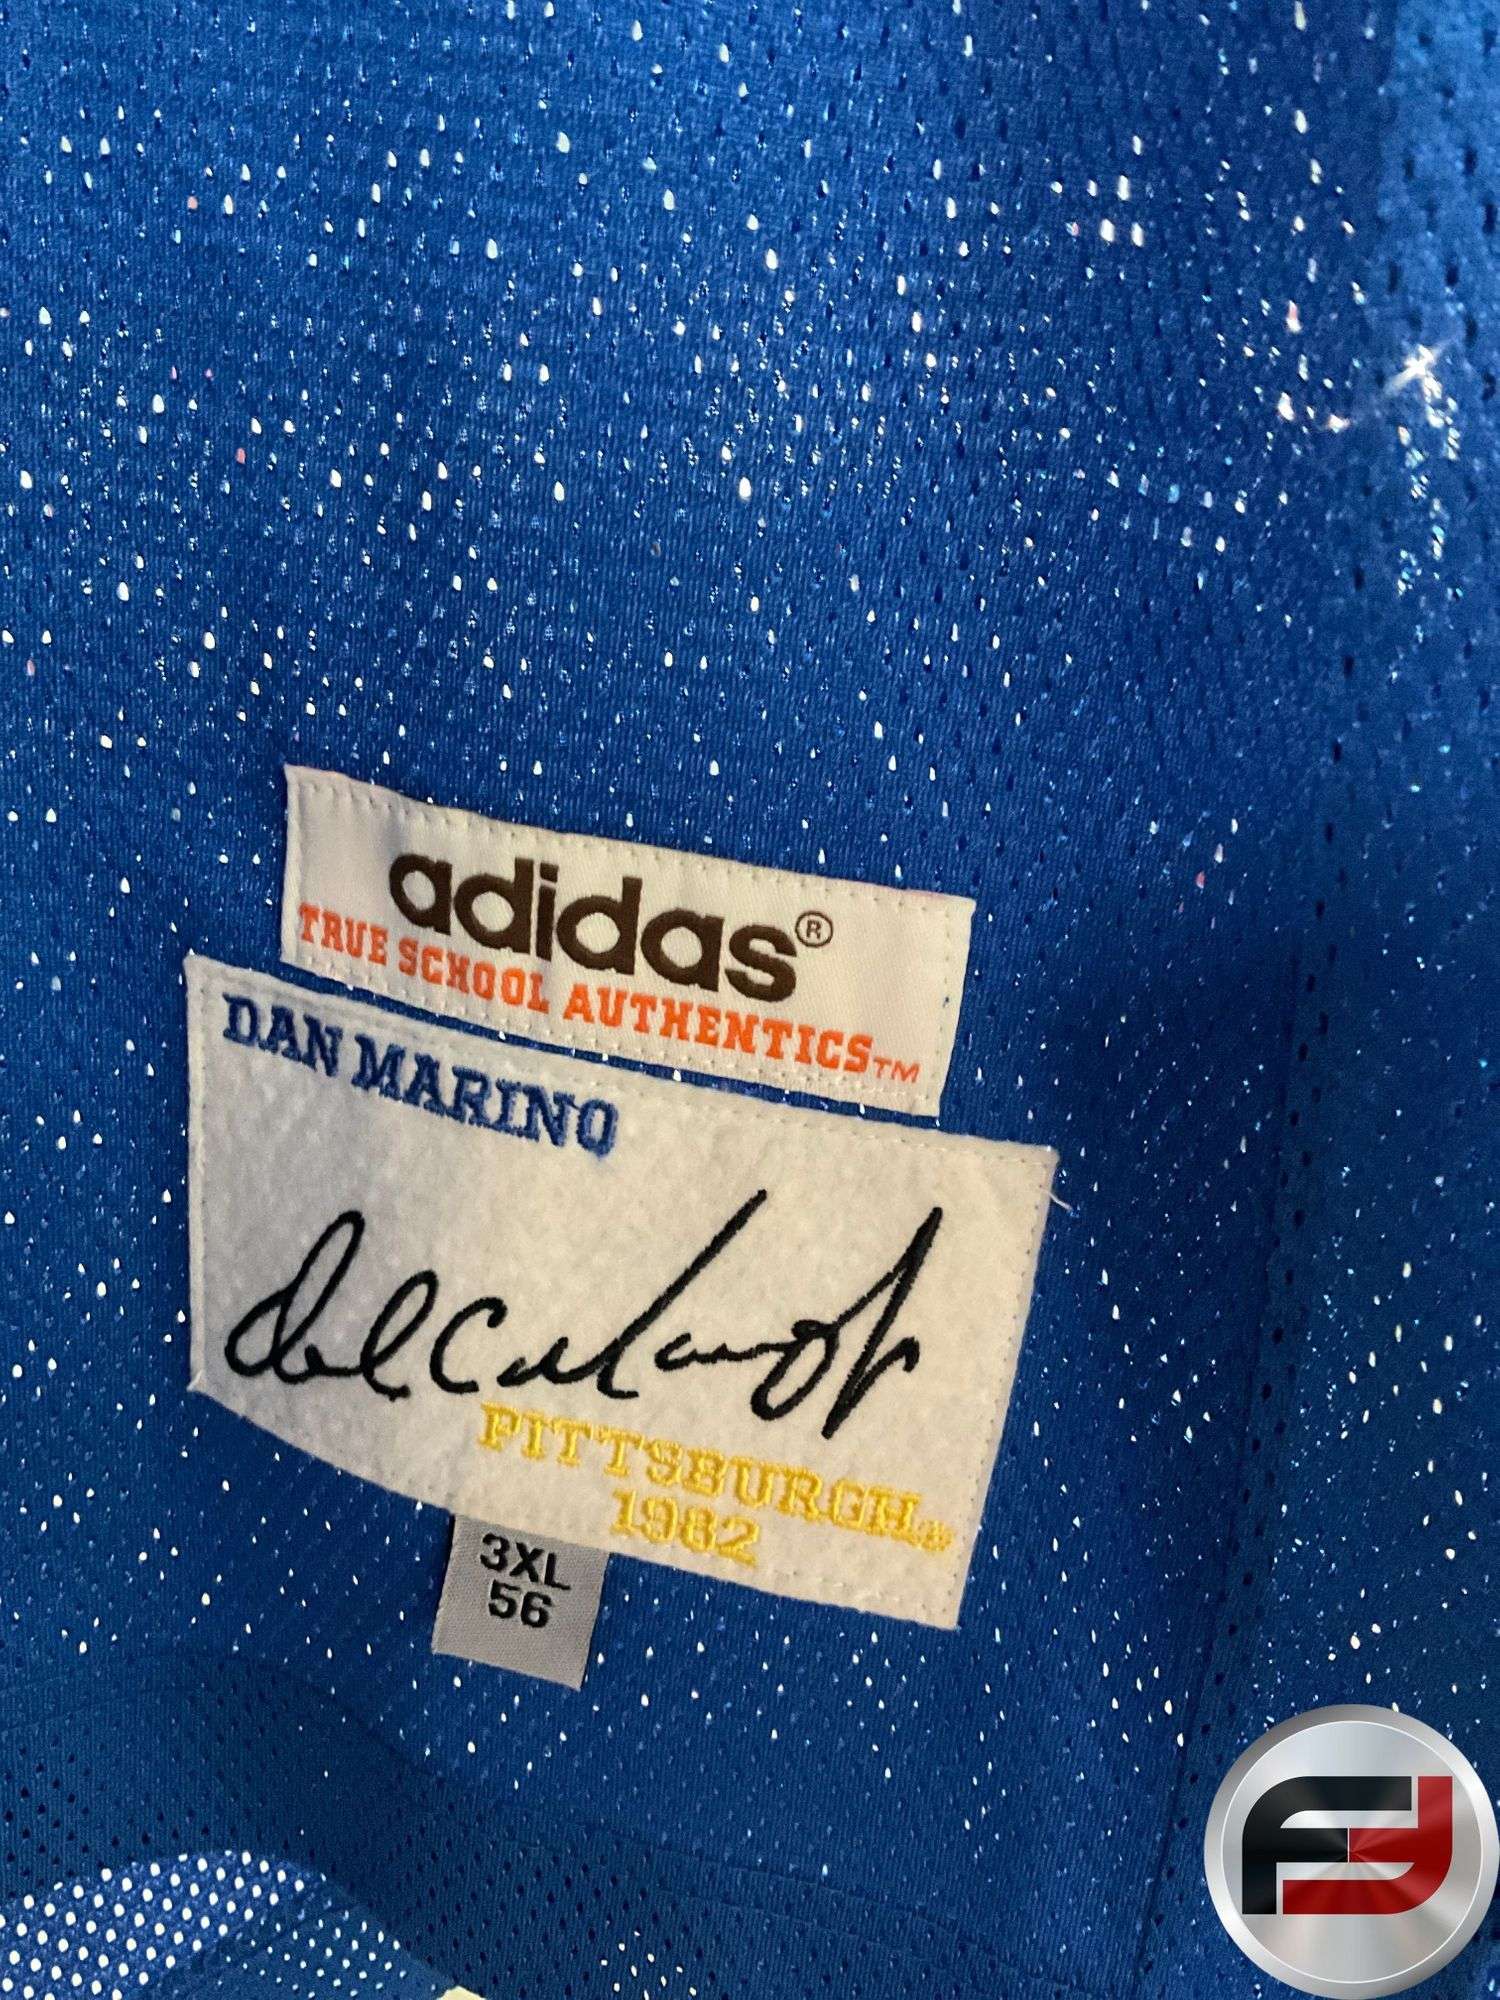 adidas®
TRUE SCHOOL AUTHENTICS™
DAN MARINO
PITTSBURGH®
1982
3XL
56